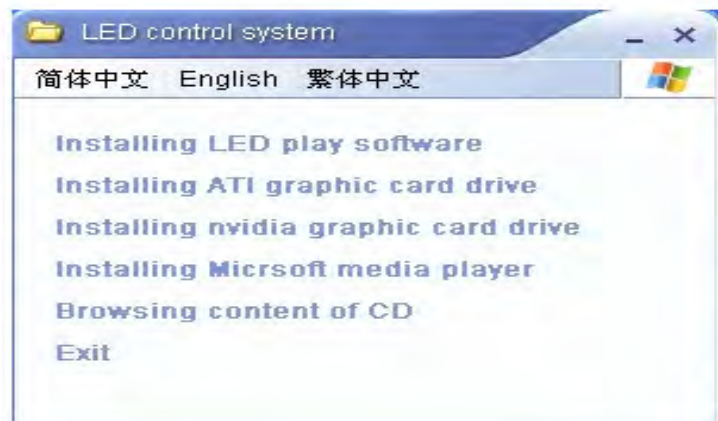 LED control system
简体中文 English 繁体中文
Installing LED play software
Installing ATI graphic card drive
Installing nvidia graphic card drive
Installing Micrsoft media player
Browsing content of CD
Exit